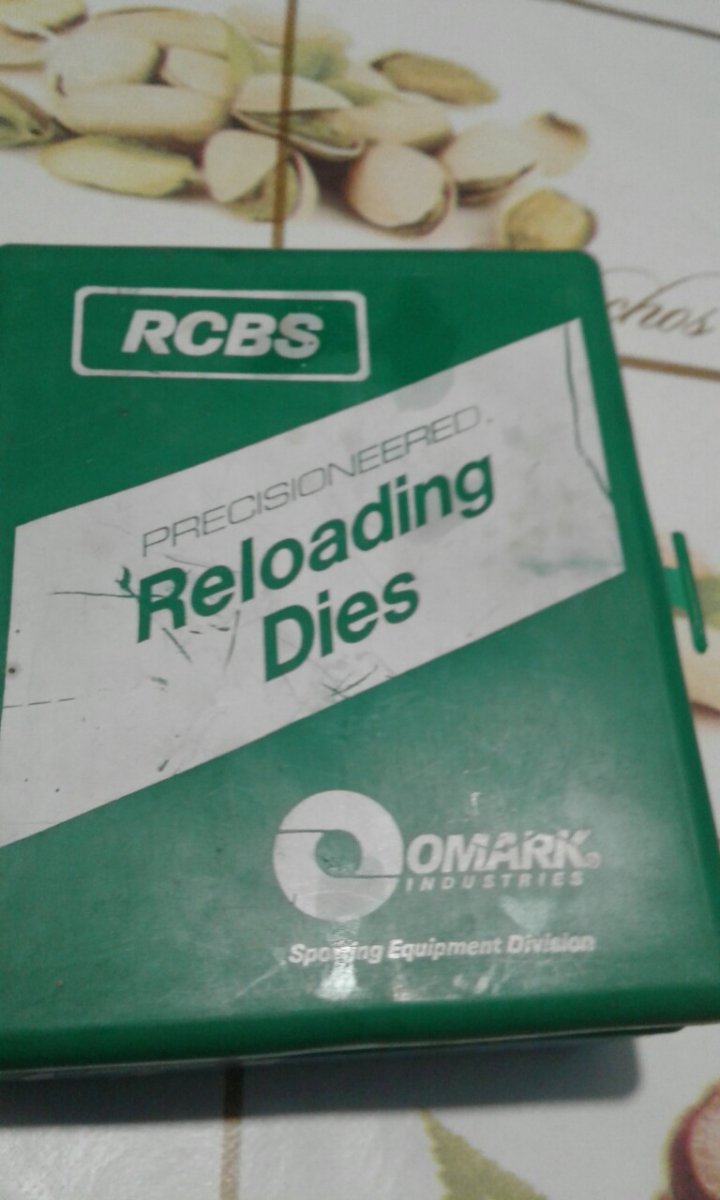 RCBS
PRECISIONEERED.
Reloading
Dies
OMARK®
INDUSTRIES
Sporting Equipment Division